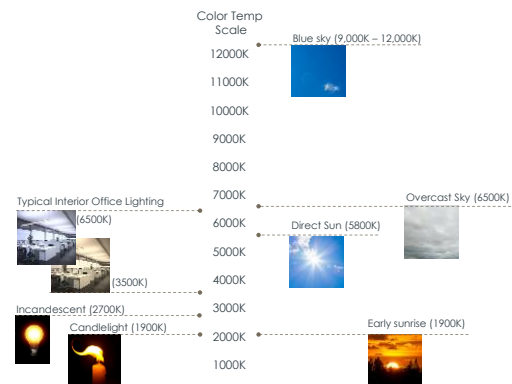 Color Temp
Scale
Blue sky (9,000K – 12,000K)
12000K
11000K
10000K
9000K
8000K
7000K
Typical Interior Office Lighting
(6500K)
Overcast Sky (6500K)
6000K
Direct Sun (5800K)
5000K
4000K
(3500K)
3000K
Incandescent (2700K)
Candlelight (1900K)
Early sunrise (1900K)
2000K
1000K